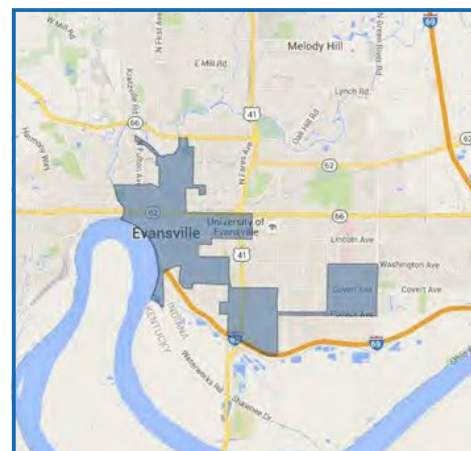 W Mill Rd
N First Ave
N Green River Rd
69
Melody Hill
E Mill Rd
Kratzville Rd
Lynch Rd
41
Oak Hill Rd
66
Harmony Way
Fulton Ave
N Fares Ave
62
62
62
66
University of
Evansville
Evansville
Lincoln Ave
41
Washington Ave
Covert Ave
Covert Ave
INDIANA
KENTUCKY
69
Waterworks Rd
Shawnee Dr